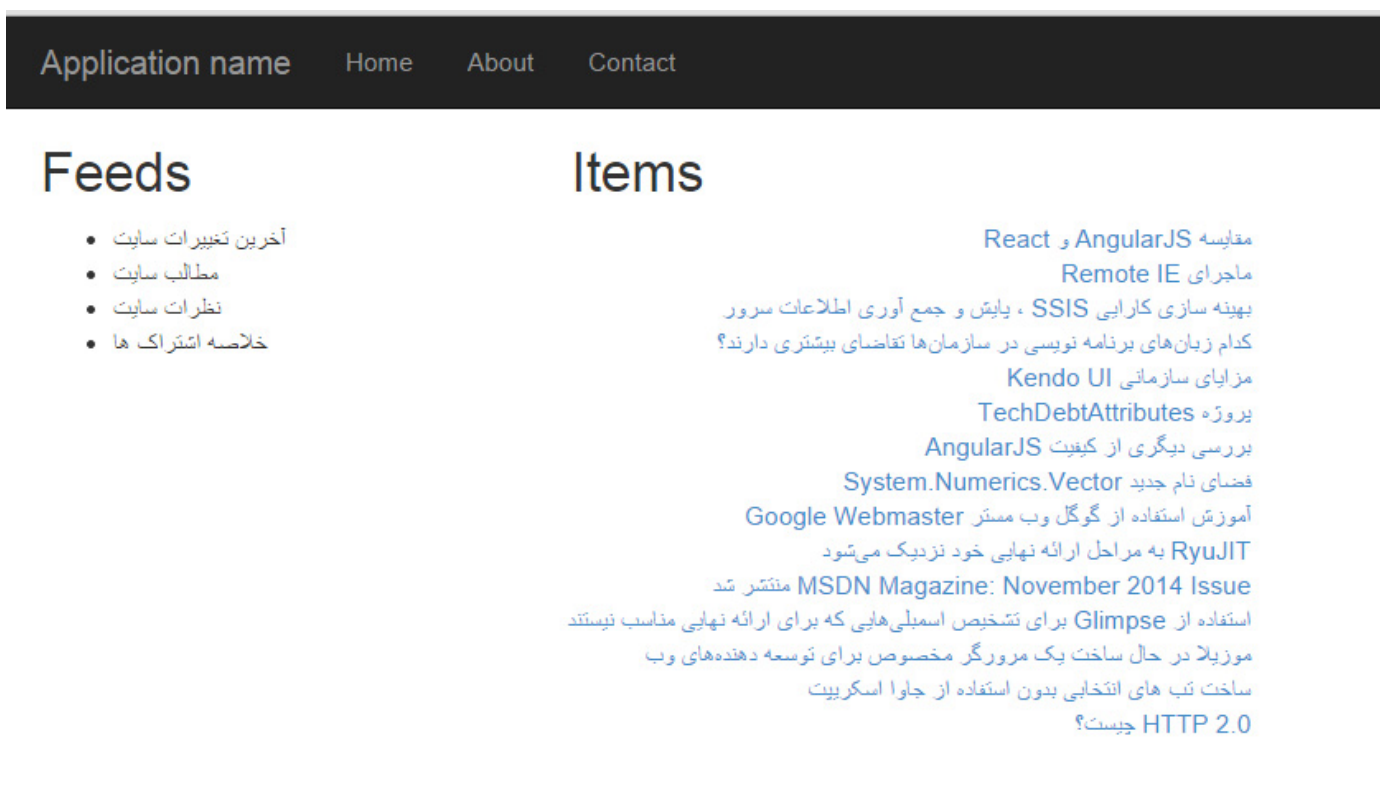 Application name Home About Contact
Feeds
آخرین تغییرات سایت
مطالب سایت
نظرات سایت
خلاصه اشتراک ها
Items
مقایسه AngularJS و React
ماجرای Remote IE
بهینه سازی کارایی SSIS ، پایش و جمع آوری اطلاعات سرور
کدام زبان‌های برنامه نویسی در سازمان‌ها تقاضای بیشتری دارند؟
مزایای سازمانی Kendo UI
پروژه TechDebtAttributes
بررسی دیگری از کیفیت AngularJS
فضای نام جدید System.Numerics.Vector
آموزش استفاده از گوگل وب مستر Google Webmaster
RyuJIT به مراحل ارائه نهایی خود نزدیک می‌شود
MSDN Magazine: November 2014 Issue منتشر شد
استفاده از Glimpse برای تشخیص اسمبلی‌هایی که برای ارائه نهایی مناسب نیستند
موزیلا در حال ساخت یک مرورگر مخصوص برای توسعه دهنده‌های وب
ساخت تب های انتخابی بدون استفاده از جاوا اسکریپت
HTTP 2.0 چیست؟